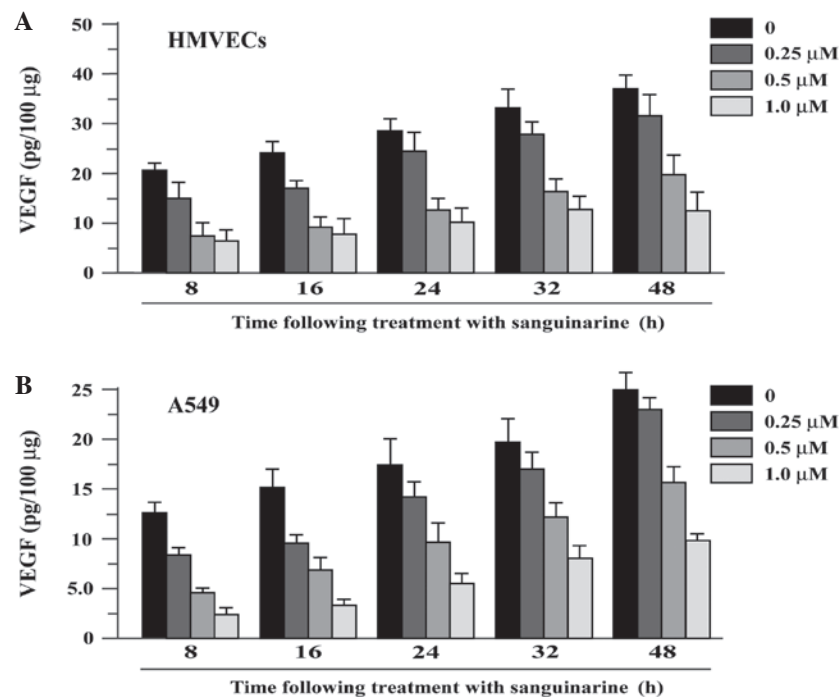 A
HMVECs
VEGF (pg/100 μg)
50
40
30
20
10
0
0
0.25 μM
0.5 μM
1.0 μM
8 16 24 32 48
Time following treatment with sanguinarine (h)
B
A549
VEGF (pg/100 μg)
25
20
15
10
5.0
0
0
0.25 μM
0.5 μM
1.0 μM
8 16 24 32 48
Time following treatment with sanguinarine (h)